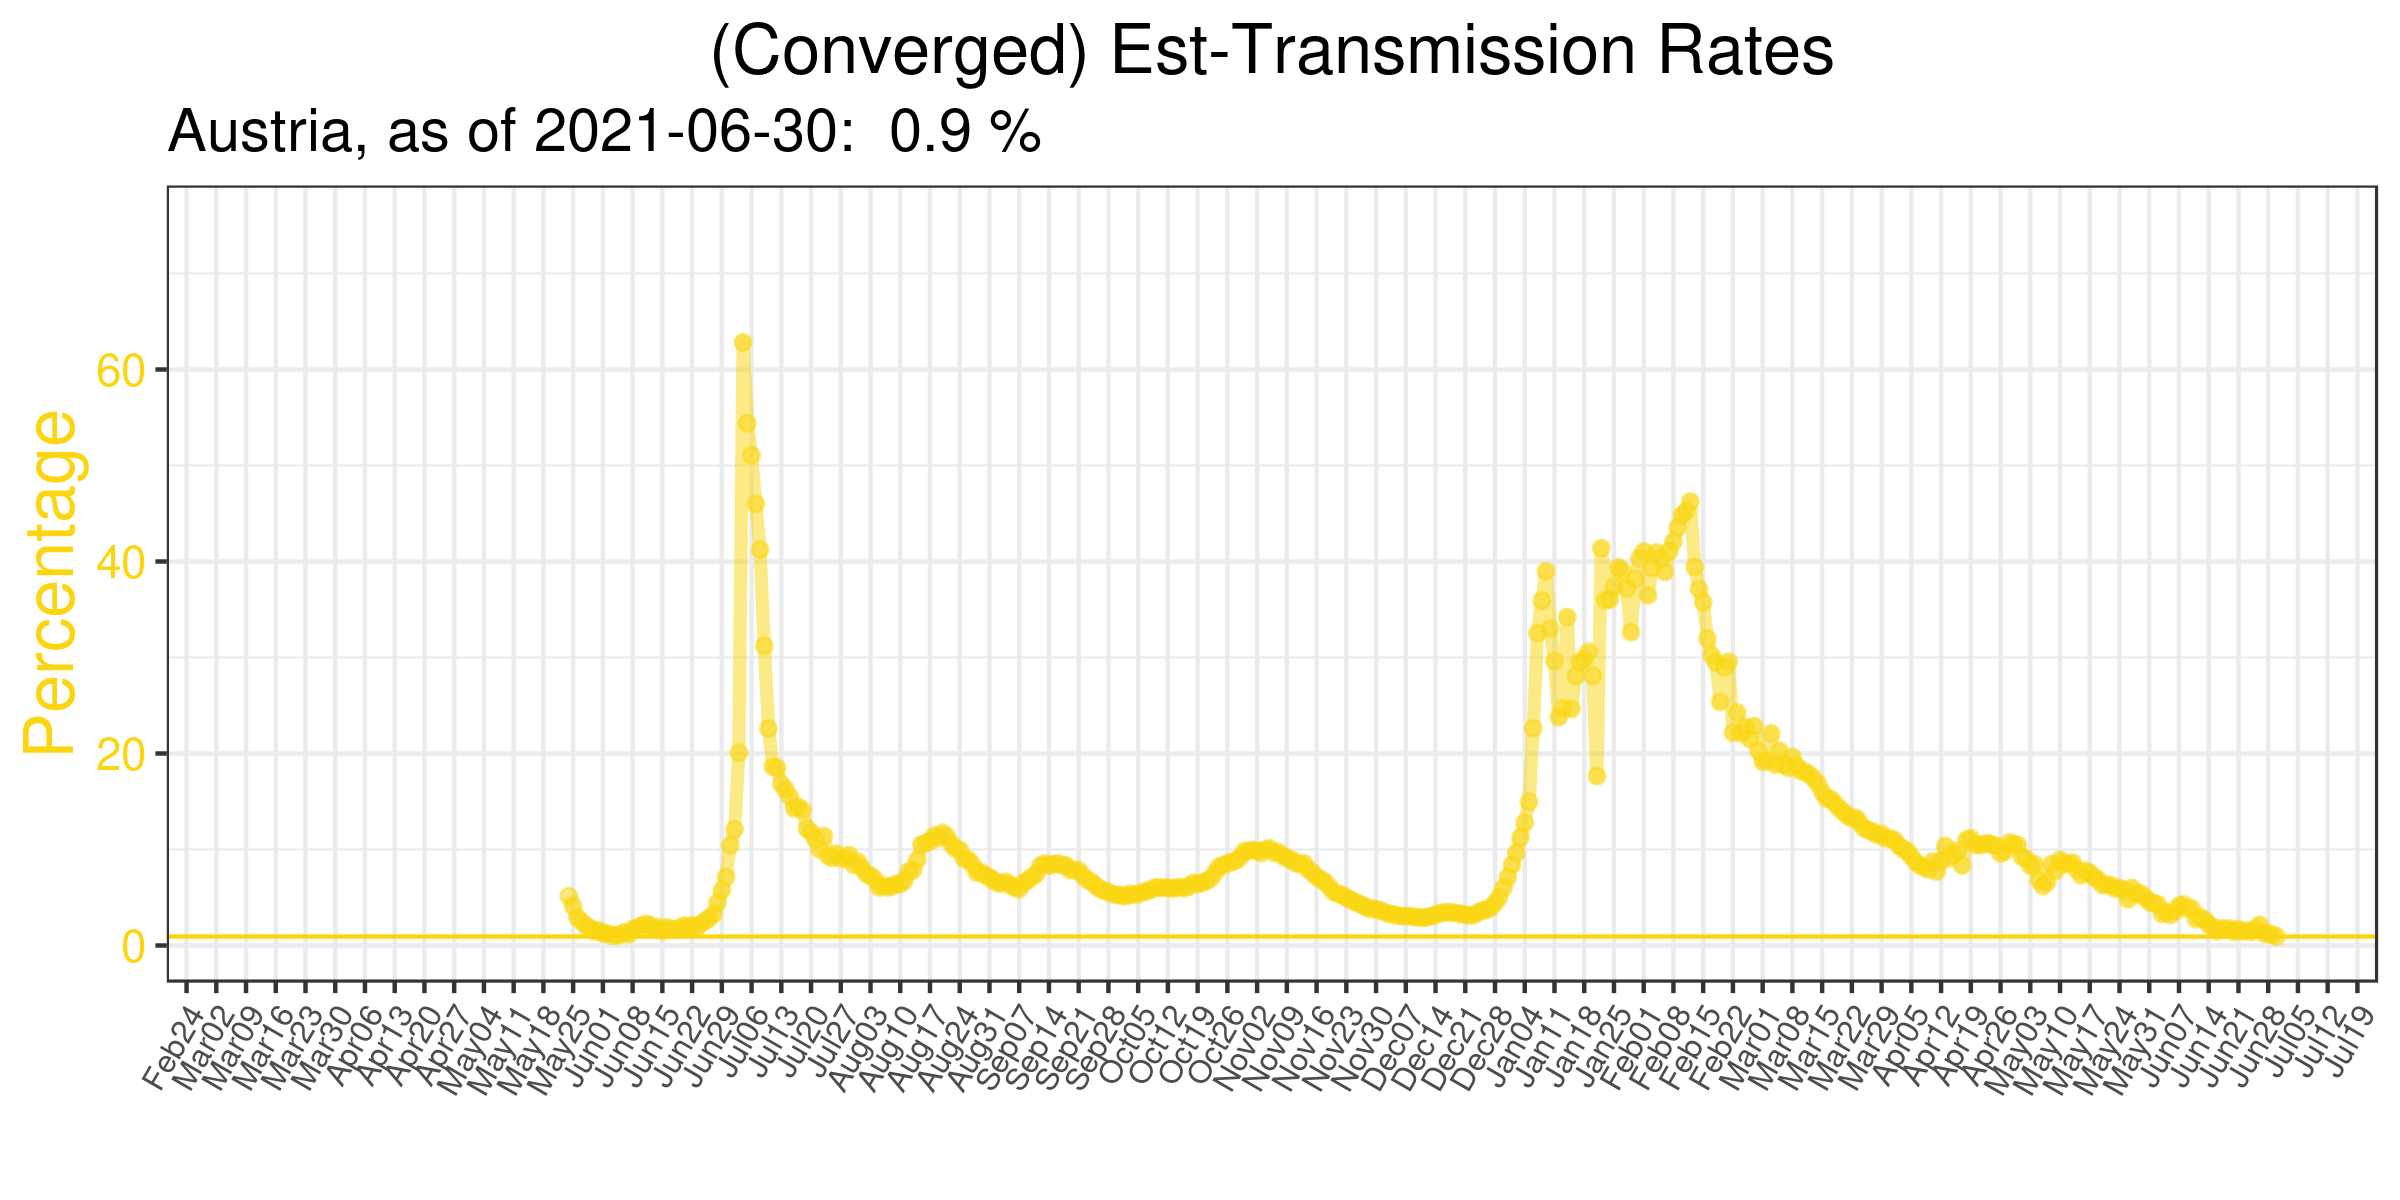 (Converged) Est-Transmission Rates
Austria, as of 2021-06-30:  0.9 %
Percentage
60
40
20
0
Feb24
Mar02
Mar09
Mar16
Mar23
Mar30
Apr06
Apr13
Apr20
Apr27
May04
May11
May18
May25
Jun01
Jun08
Jun15
Jun22
Jun29
Jul06
Jul13
Jul20
Jul27
Aug03
Aug10
Aug17
Aug24
Aug31
Sep07
Sep14
Sep21
Sep28
Oct05
Oct12
Oct19
Oct26
Nov02
Nov09
Nov16
Nov23
Nov30
Dec07
Dec14
Dec21
Dec28
Jan04
Jan11
Jan18
Jan25
Feb01
Feb08
Feb15
Feb22
Mar01
Mar08
Mar15
Mar22
Mar29
Apr05
Apr12
Apr19
Apr26
May03
May10
May17
May24
May31
Jun07
Jun14
Jun21
Jun28
Jul05
Jul12
Jul19